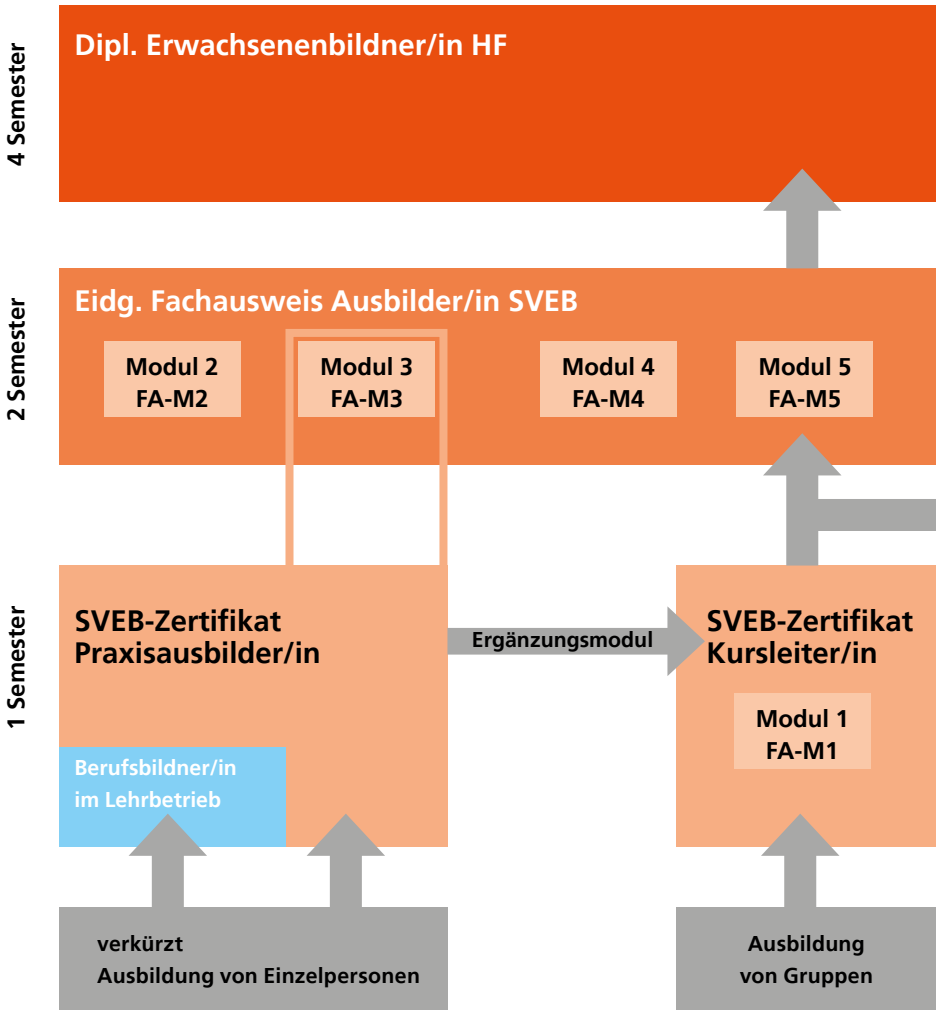 4 Semester
Dipl. Erwachsenenbildner/in HF
2 Semester
Eidg. Fachausweis Ausbilder/in SVEB
Modul 2
FA-M2
Modul 3
FA-M3
Modul 4
FA-M4
Modul 5
FA-M5
1 Semester
SVEB-Zertifikat
Praxisausbilder/in
Ergänzungsmodul
SVEB-Zertifikat
Kursleiter/in
Modul 1
FA-M1
Berufsbildner/in
im Lehrbetrieb
verkürzt
Ausbildung von Einzelpersonen
Ausbildung
von Gruppen